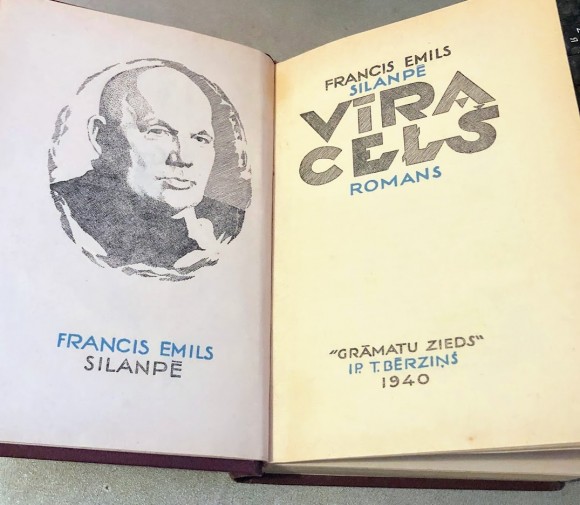 FRANCIS EMILS
SILANPĒ
FRANCIS EMILS
SILANPĒ
VĪRA
CEĻŠ
ROMANS
"GRĀMATU ZIEDS"
IP. T. BĒRZIŅŠ
1940